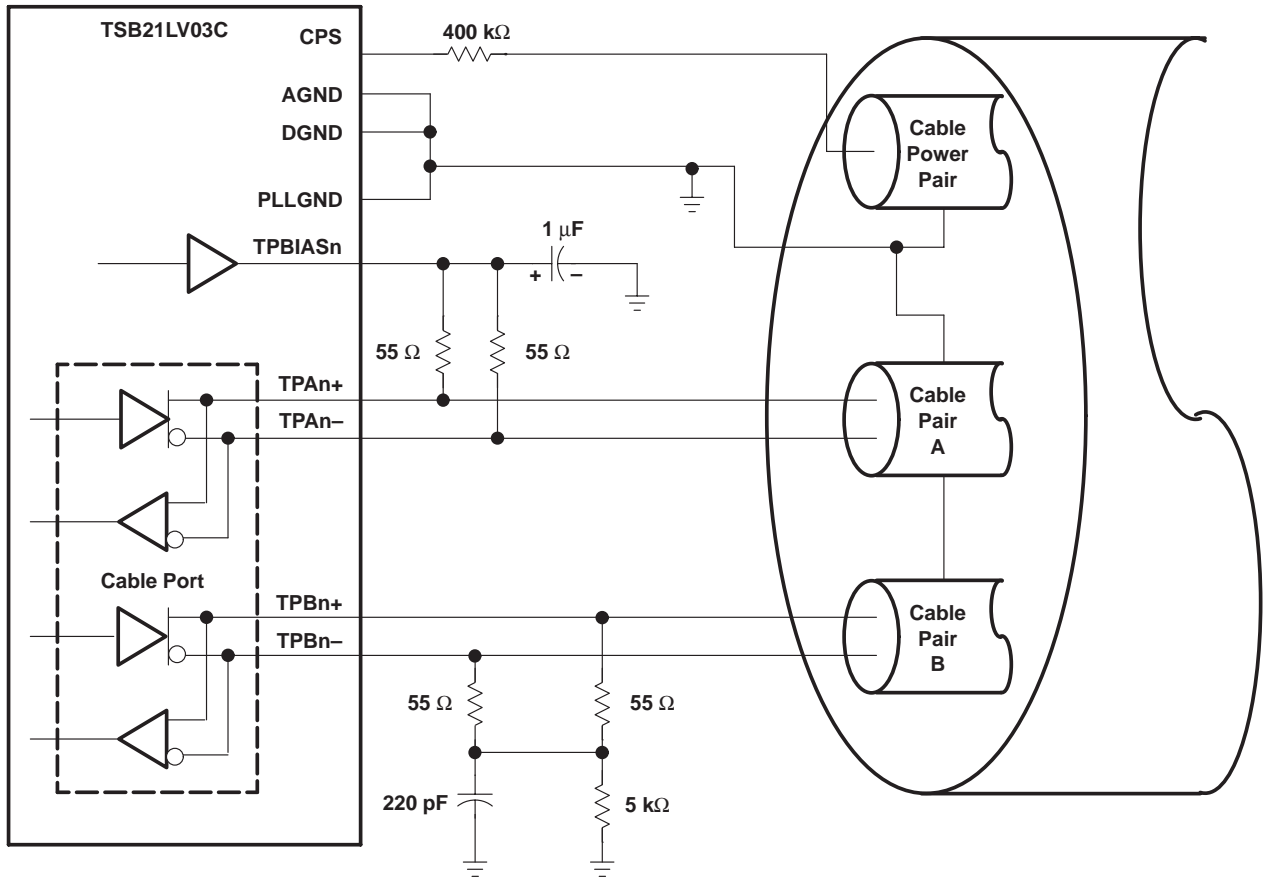 TSB21LV03C
CPS
400 kΩ
AGND
DGND
PLLGND
TPBIASn
1 μF
+ –
55 Ω
55 Ω
TPAn+
TPAn–
Cable Port
TPBn+
TPBn–
55 Ω
55 Ω
220 pF
5 kΩ
Cable
Power
Pair
Cable
Pair
A
Cable
Pair
B